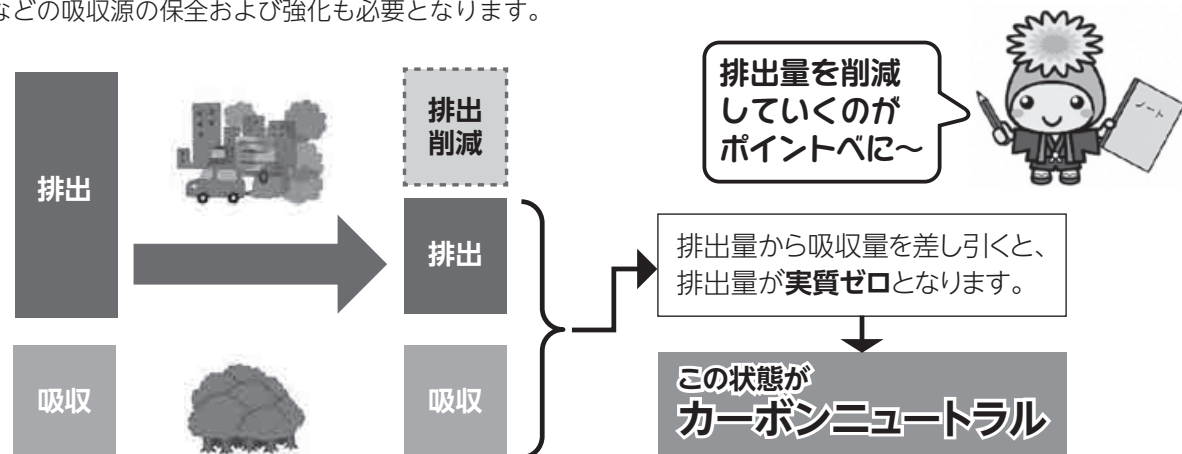 などの吸収源の保全および強化も必要となります。
排出量を削減
していくのが
ポイントべに～
ノート
排出
排出
削減
排出
排出量から吸収量を差し引くと、
排出量が実質ゼロとなります。
吸収
吸収
この状態が
カーボンニュートラル